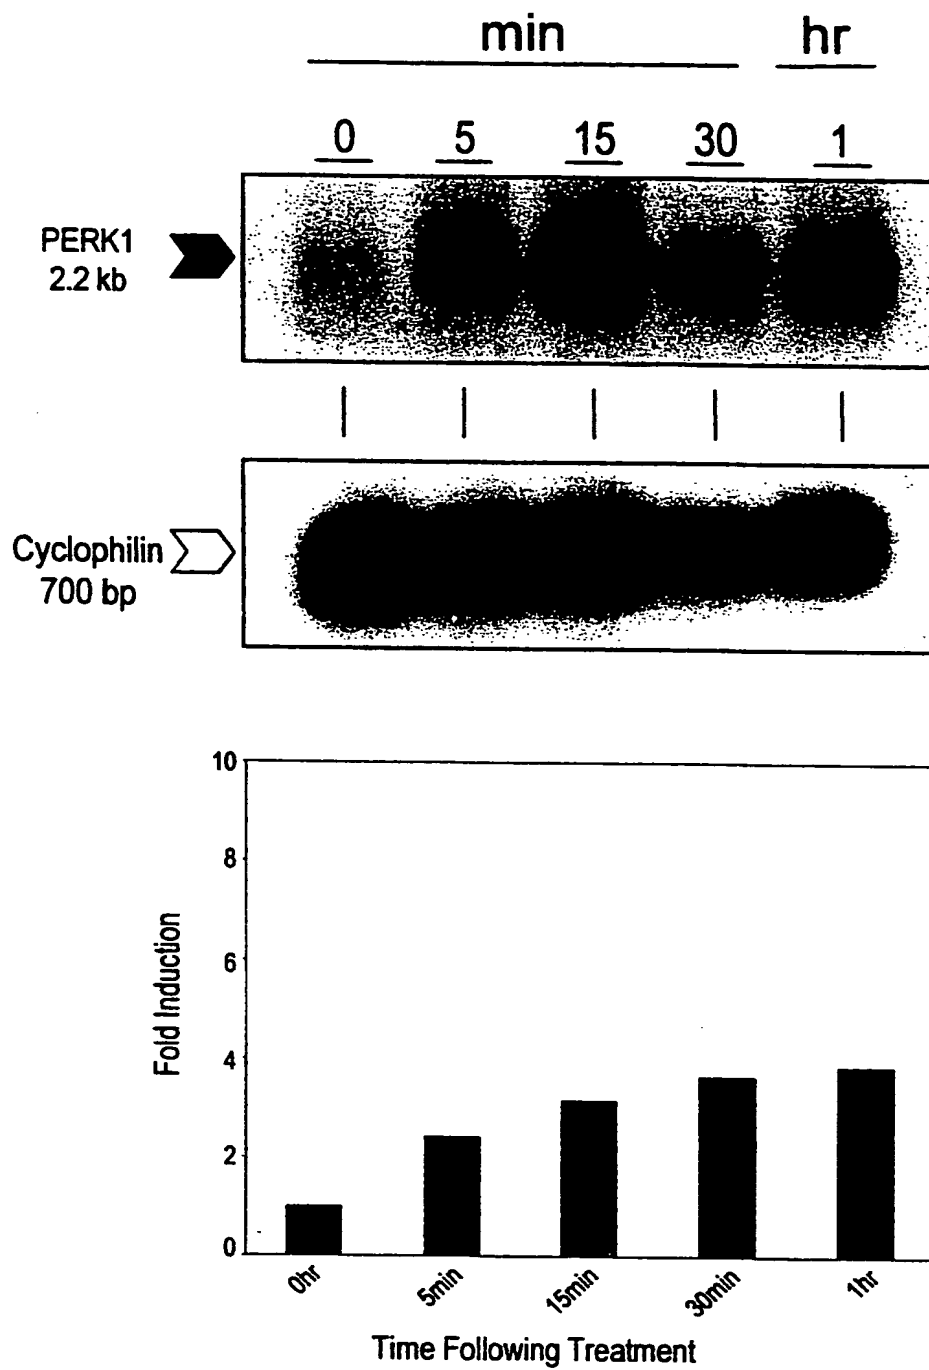 min hr
0 5 15 30 1
PERK1
2.2 kb
Cyclophilin
700 bp
10
8
6
4
2
0
Fold Induction
0hr 5min 15min 30min 1hr
Time Following Treatment